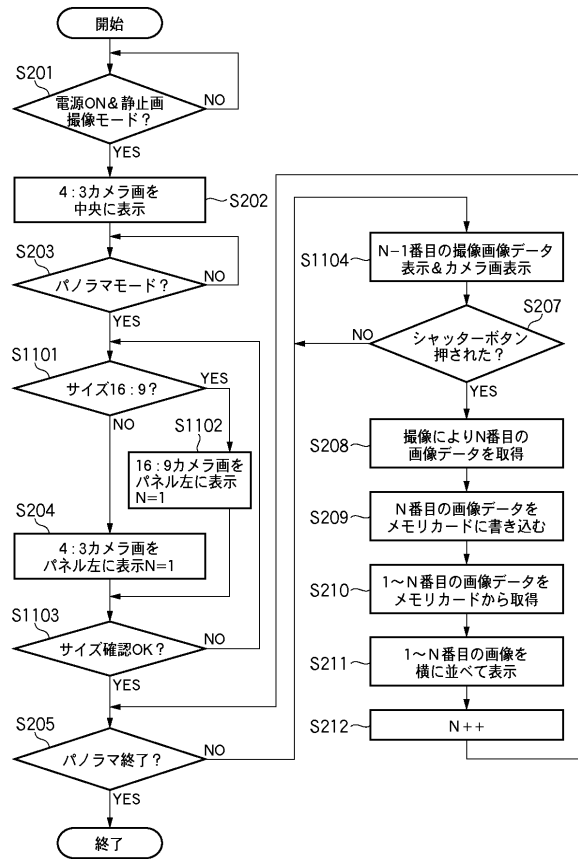 開始
S201
電源ON&静止画
撮像モード?
NO
YES
4:3カメラ画を
中央に表示
S202
S203
パノラマモード?
NO
YES
S1101
サイズ16:9?
YES
NO
S1102
16:9カメラ画を
パネル左に表示
N=1
S204
4:3カメラ画を
パネル左に表示N=1
S1103
サイズ確認OK?
NO
YES
S205
パノラマ終了?
NO
YES
終了
S1104
N-1番目の撮像画像データ
表示&カメラ画表示
S207
シャッターボタン
押された?
NO
YES
S208
撮像によりN番目の
画像データを取得
S209
N番目の画像データを
メモリカードに書き込む
S210
1~N番目の画像データを
メモリカードから取得
S211
1~N番目の画像を
横に並べて表示
S212
N++